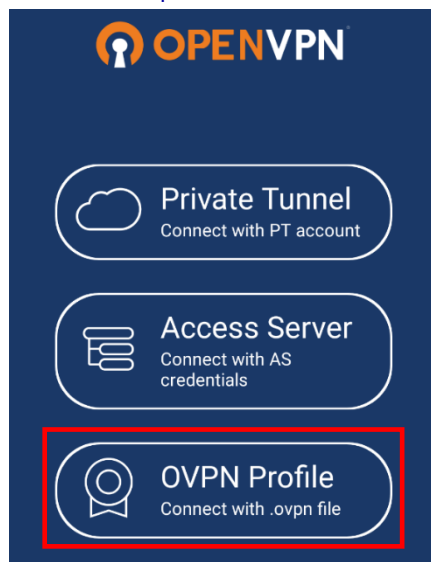 OPENVPN
Private Tunnel
Connect with PT account
Access Server
Connect with AS
credentials
OVPN Profile
Connect with .ovpn file